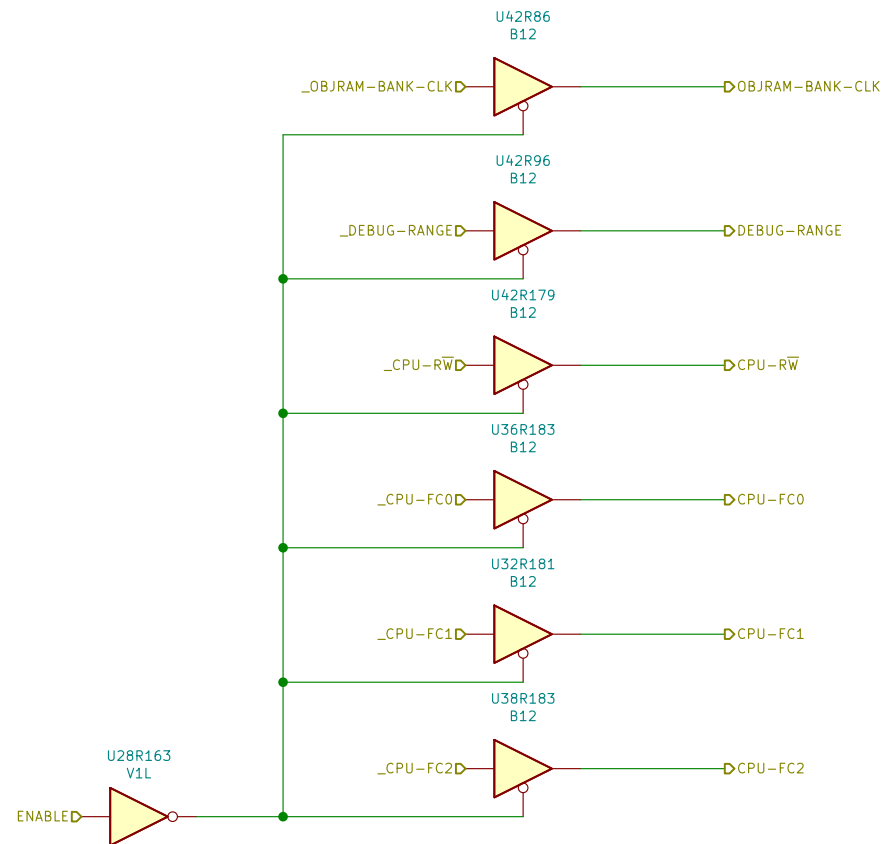 U42R86
B12
_OBJRAM-BANK-CLK
OBJRAM-BANK-CLK
U42R96
B12
_DEBUG-RANGE
DEBUG-RANGE
U42R179
B12
_CPU-RW̅
CPU-RW̅
U36R183
B12
_CPU-FC0
CPU-FC0
U32R181
B12
_CPU-FC1
CPU-FC1
U38R183
B12
_CPU-FC2
CPU-FC2
U28R163
V1L
ENABLE